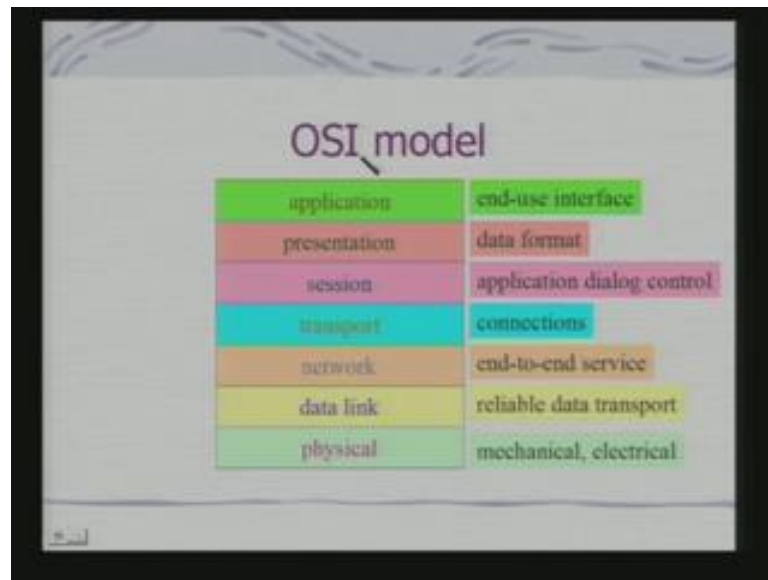 OSI model
application end-use interface
presentation data format
session application dialog control
transport connections
network end-to-end service
data link reliable data transport
physical mechanical, electrical